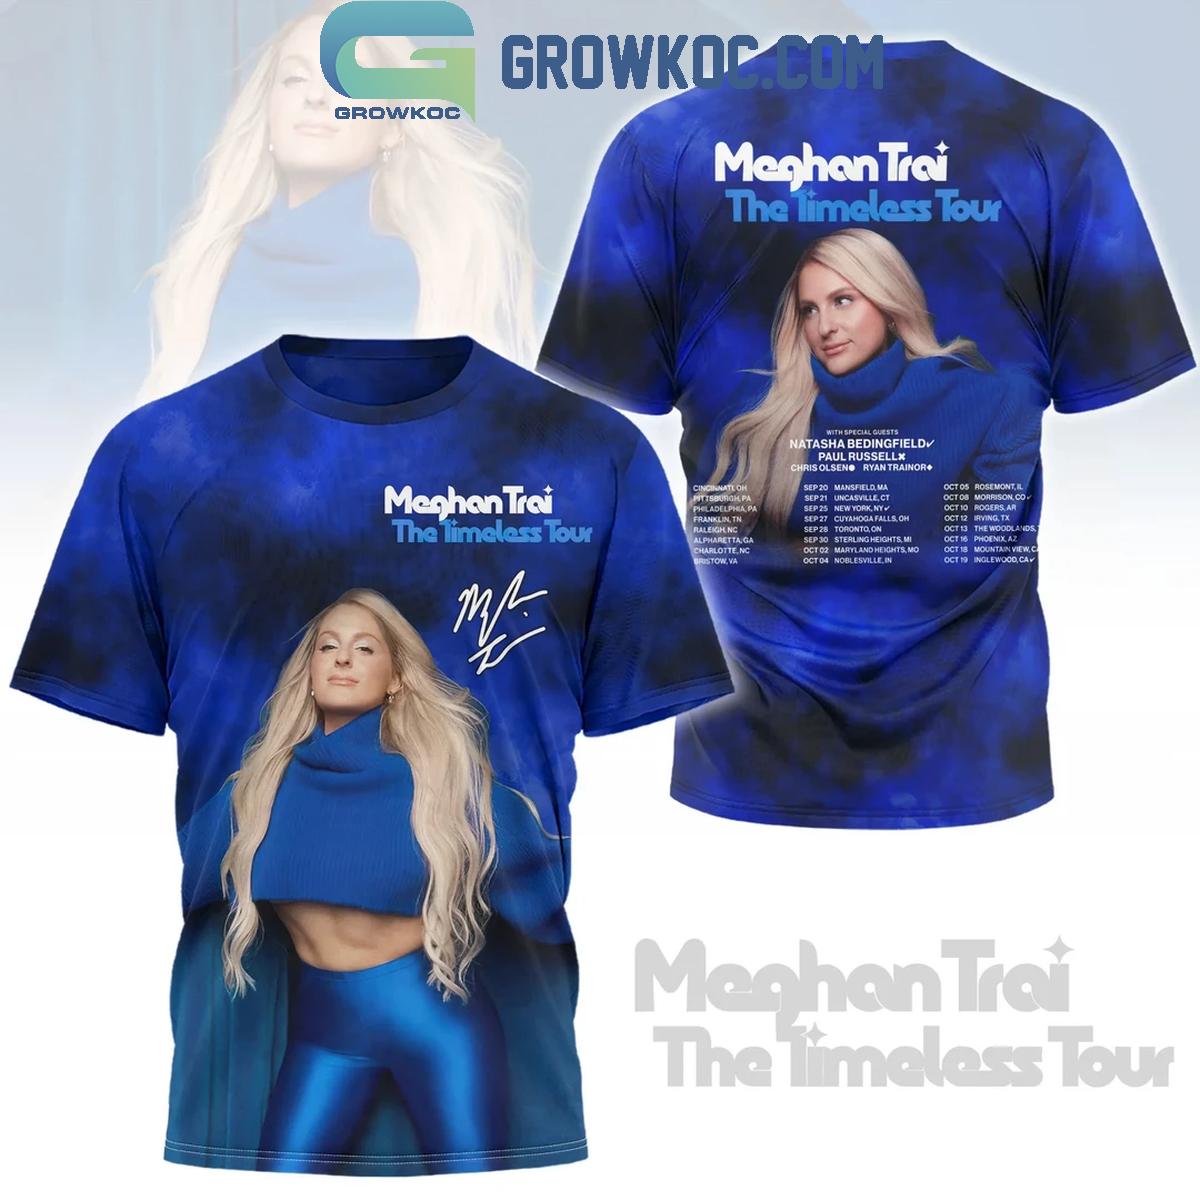 GROWKOC
GROWKOC.COM
Meghan Trai
The Timeless Tour
WITH SPECIAL GUESTS
NATASHA BEDINGFIELD✓
PAUL RUSSELL✖
CHRIS OLSEN● RYAN TRAINOR◆
CINCINNATI, OH SEP 20 MANSFIELD, MA OCT 05 ROSEMONT, IL
PITTSBURGH, PA SEP 21 UNCASVILLE, CT OCT 08 MORRISON, CO✓
PHILADELPHIA, PA SEP 25 NEW YORK, NY✓ OCT 10 ROGERS, AR
FRANKLIN, TN SEP 27 CUYAHOGA FALLS, OH OCT 12 IRVING, TX
RALEIGH, NC SEP 28 TORONTO, ON OCT 13 THE WOODLANDS,
ALPHARETTA, GA SEP 30 STERLING HEIGHTS, MI OCT 16 PHOENIX, AZ
CHARLOTTE, NC OCT 02 MARYLAND HEIGHTS, MO OCT 18 MOUNTAIN VIEW, CA
BRISTOW, VA OCT 04 NOBLESVILLE, IN OCT 19 INGLEWOOD, CA✓
Meghan Trai
The Timeless Tour
Meghan Trai
The Timeless Tour